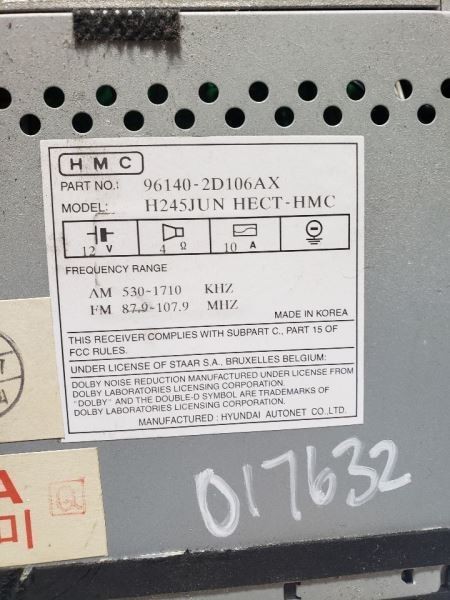 HMC
PART NO.: 96140-2D106AX
MODEL: H245JUN HECT-HMC
12 V 4 Ω 10 A
FREQUENCY RANGE
AM 530-1710 KHZ
FM 87.9-107.9 MHZ
MADE IN KOREA
THIS RECEIVER COMPLIES WITH SUBPART C., PART 15 OF
FCC RULES.
UNDER LICENSE OF STAAR S.A., BRUXELLES BELGIUM:
DOLBY NOISE REDUCTION MANUFACTURED UNDER LICENSE FROM
DOLBY LABORATORIES LICENSING CORPORATION.
"DOLBY" AND THE DOUBLE-D SYMBOL ARE TRADEMARKS OF
DOLBY LABORATORIES LICENSING CORPORATION.
MANUFACTURED : HYUNDAI AUTONET CO.,LTD.
017632
7
A
A
미